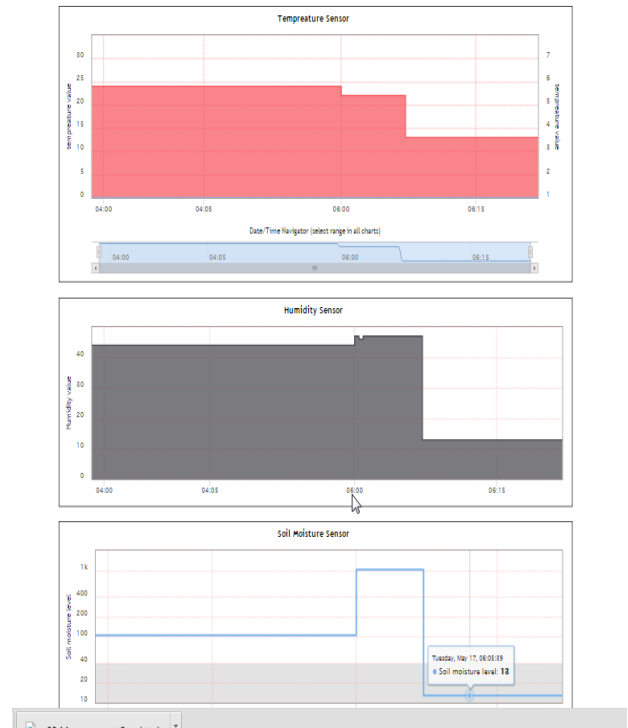 Tempreature Sensor
30
25
20
15
10
5
0
tempreature value
7
6
5
4
3
2
1
tempreature value
04:00 04:05 06:00 06:15
Date/Time Navigator (select range in all charts)
04:00 04:05 06:00 06:15
Humidity Sensor
40
30
20
10
0
Humidity value
04:00 04:05 06:00 06:15
Soil Moisture Sensor
1k
400
200
100
40
20
10
Soil moisture level
Tuesday, May 17, 06:05:39
Soil moisture level: 13